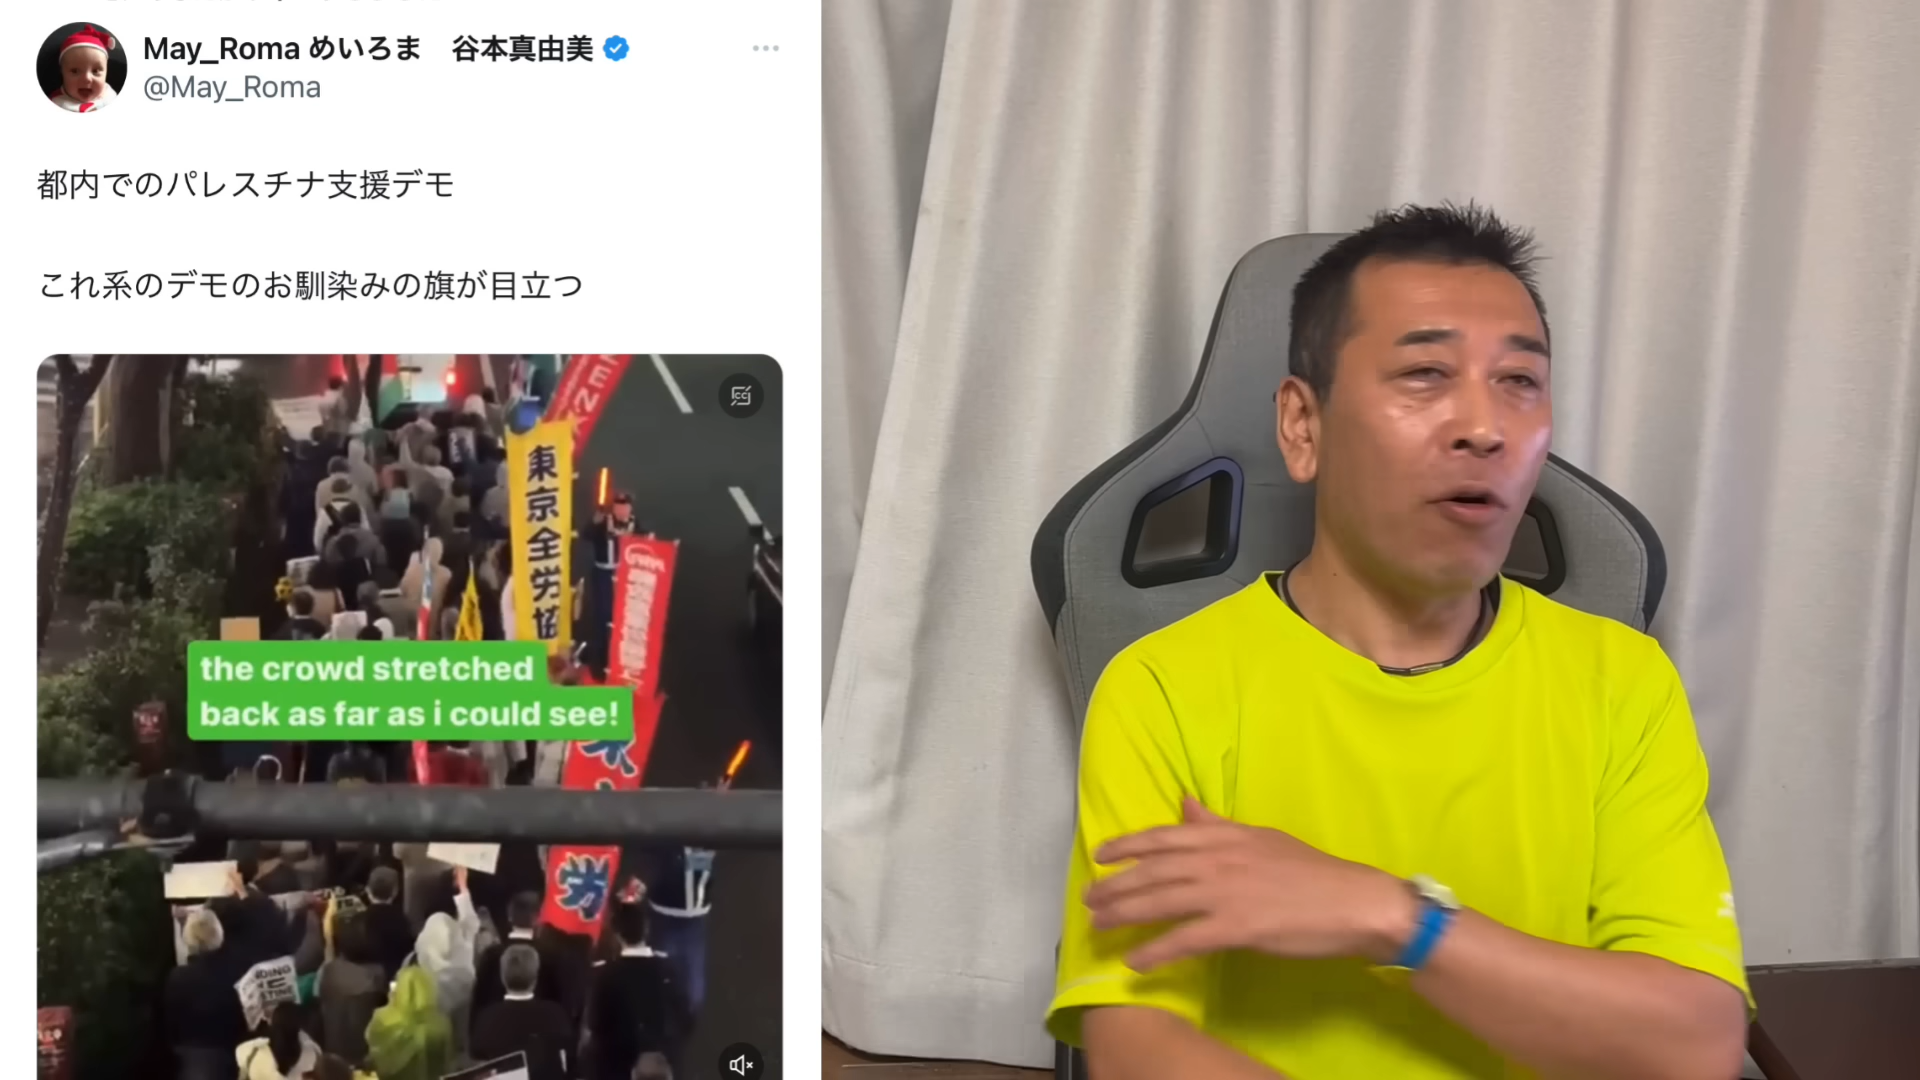 May_Roma めいろま 谷本真由美
@May_Roma
都内でのパレスチナ支援デモ
これ系のデモのお馴染みの旗が目立つ
東京全労協
the crowd stretched
back as far as i could see!
労